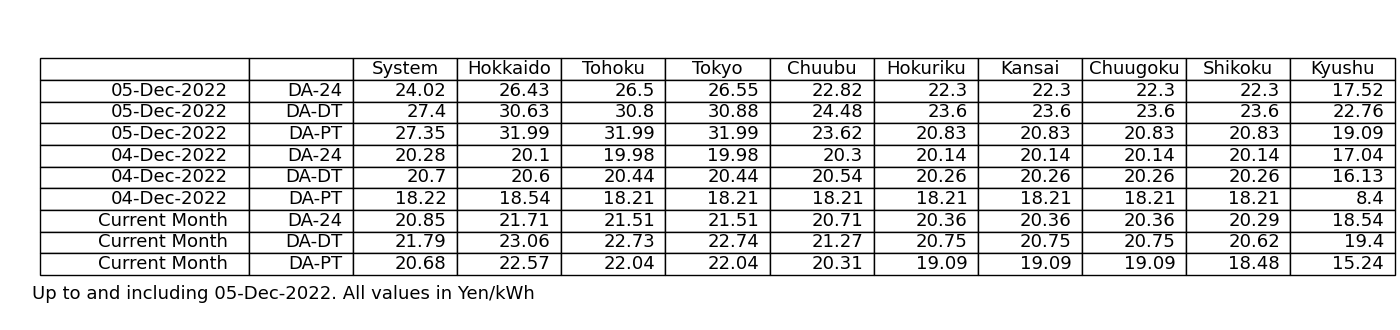 System Hokkaido Tohoku Tokyo Chuubu Hokuriku Kansai Chuugoku Shikoku Kyushu
05-Dec-2022 DA-24 24.02 26.43 26.5 26.55 22.82 22.3 22.3 22.3 22.3 17.52
05-Dec-2022 DA-DT 27.4 30.63 30.8 30.88 24.48 23.6 23.6 23.6 23.6 22.76
05-Dec-2022 DA-PT 27.35 31.99 31.99 31.99 23.62 20.83 20.83 20.83 20.83 19.09
04-Dec-2022 DA-24 20.28 20.1 19.98 19.98 20.3 20.14 20.14 20.14 20.14 17.04
04-Dec-2022 DA-DT 20.7 20.6 20.44 20.44 20.54 20.26 20.26 20.26 20.26 16.13
04-Dec-2022 DA-PT 18.22 18.54 18.21 18.21 18.21 18.21 18.21 18.21 18.21 8.4
Current Month DA-24 20.85 21.71 21.51 21.51 20.71 20.36 20.36 20.36 20.29 18.54
Current Month DA-DT 21.79 23.06 22.73 22.74 21.27 20.75 20.75 20.75 20.62 19.4
Current Month DA-PT 20.68 22.57 22.04 22.04 20.31 19.09 19.09 19.09 18.48 15.24
Up to and including 05-Dec-2022. All values in Yen/kWh